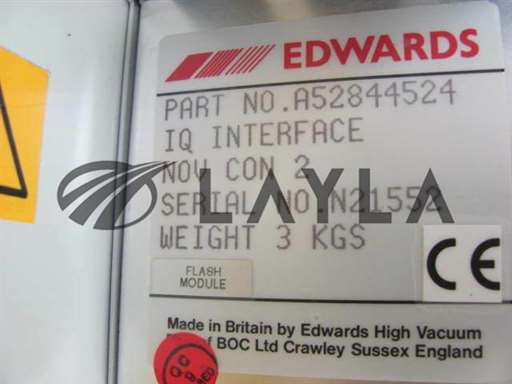 EDWARDS
PART NO.A52844524
IQ INTERFACE
NOV CON 2
LAYLA
SERIAL NO.N21552
WEIGHT 3 KGS
CE
FLASH
MODULE
Made in Britain by Edwards High Vacuum
of BOC Ltd Crawley Sussex England